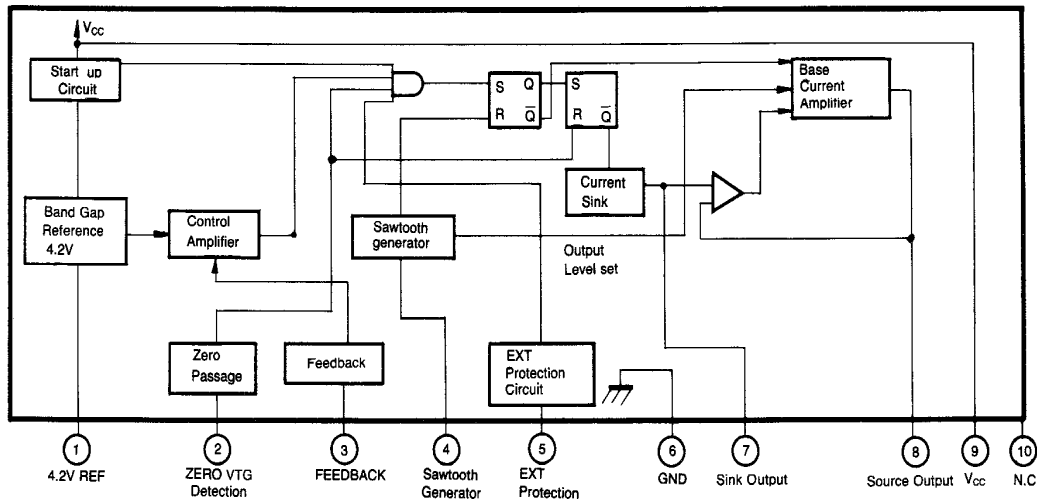 Vcc
Start up
Circuit
Base
Current
Amplifier
S Q
R Q̅
S
R Q̅
Current
Sink
Band Gap
Reference
4.2V
Control
Amplifier
Sawtooth
generator
Output
Level set
Zero
Passage
Feedback
EXT
Protection
Circuit
1
2
3
4
5
6
7
8
9
10
4.2V REF
ZERO VTG
Detection
FEEDBACK
Sawtooth
Generator
EXT
Protection
GND
Sink Output
Source Output
Vcc
N.C